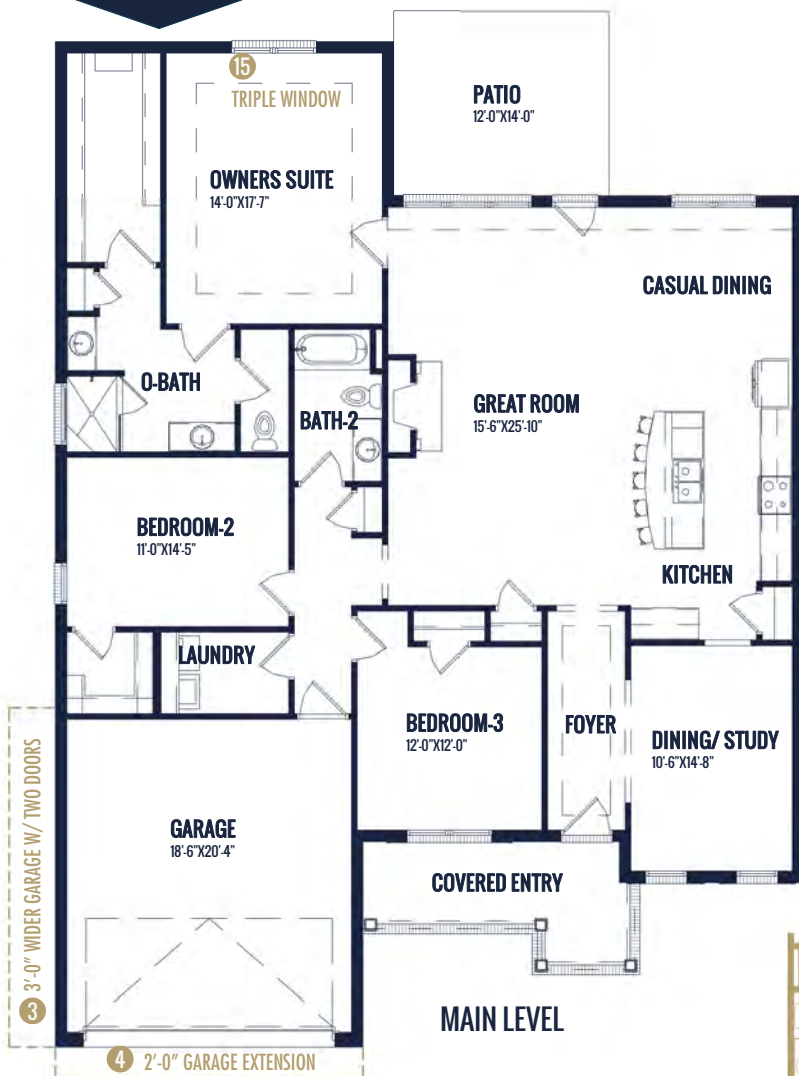 15
TRIPLE WINDOW
PATIO
12'-0"X14'-0"
OWNERS SUITE
14'-0"X17'-7"
CASUAL DINING
O-BATH
GREAT ROOM
15'-6"X25'-10"
BATH-2
BEDROOM-2
11'-0"X14'-5"
KITCHEN
LAUNDRY
BEDROOM-3
12'-0"X12'-0"
FOYER
DINING/ STUDY
10'-6"X14'-8"
GARAGE
18'-6"X20'-4"
COVERED ENTRY
3 3'-0" WIDER GARAGE W/ TWO DOORS
MAIN LEVEL
4 2'-0" GARAGE EXTENSION